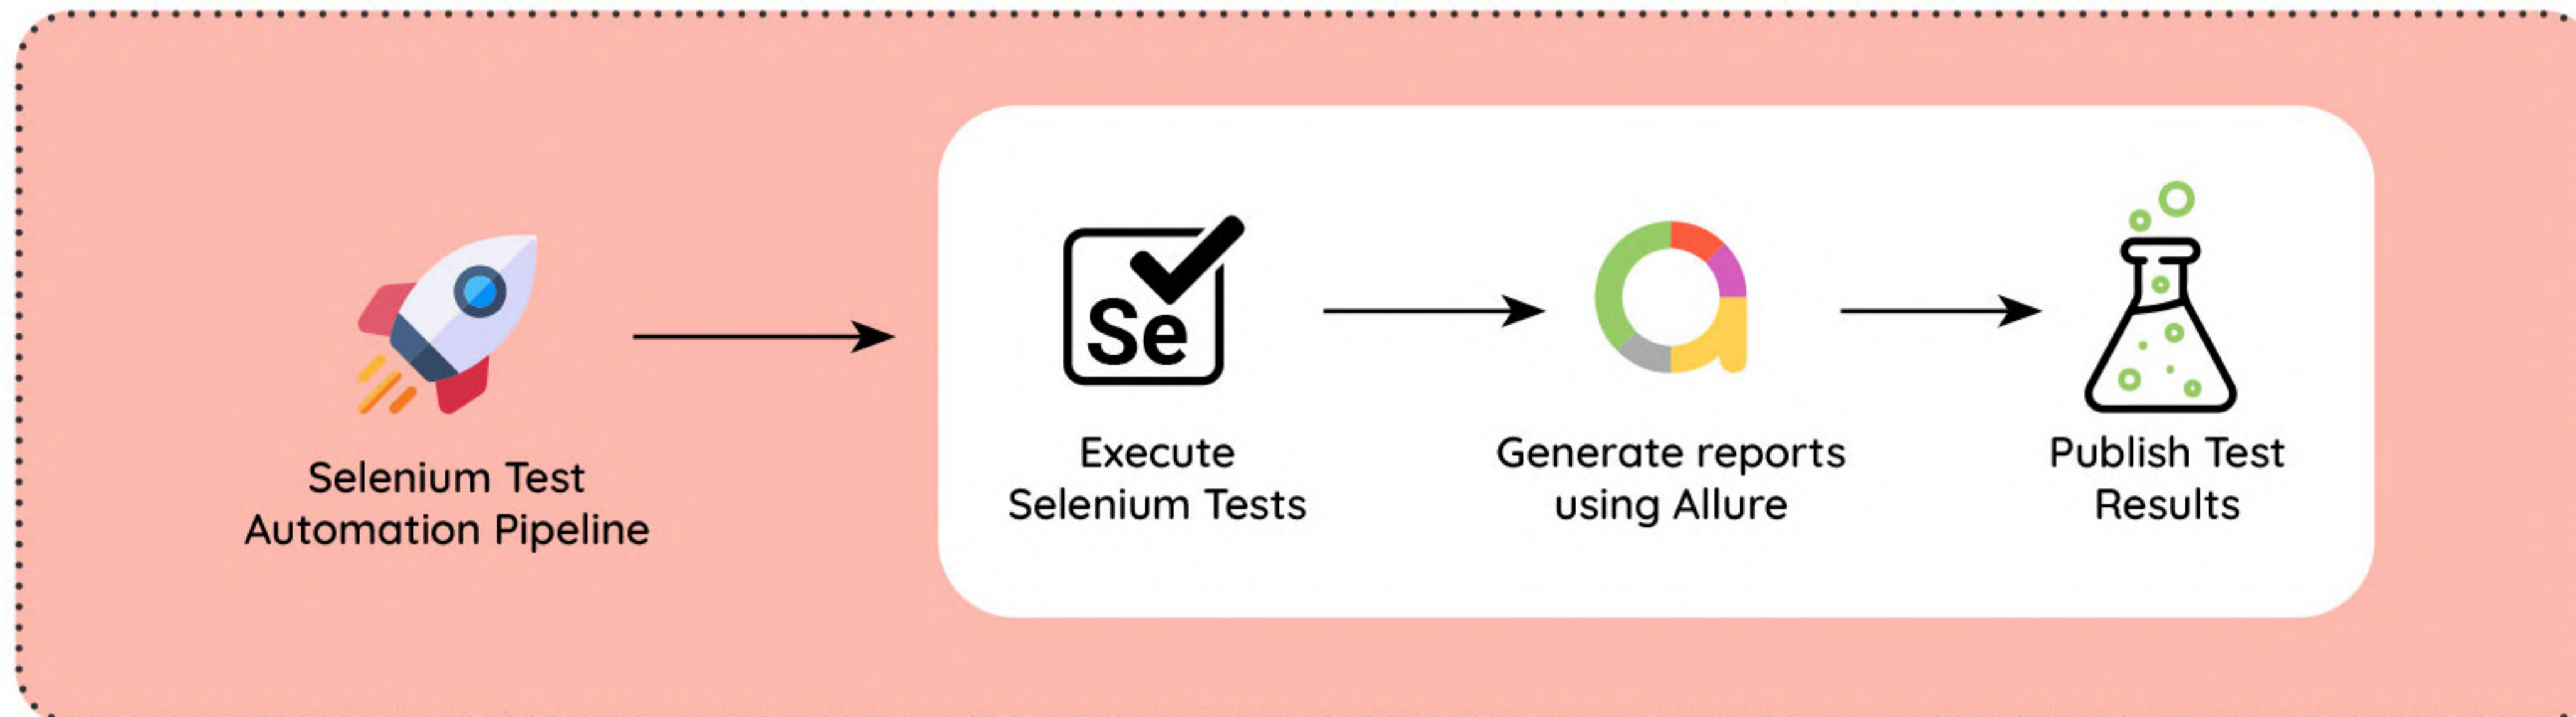 Selenium Test
Automation Pipeline
Se
Execute
Selenium Tests
Generate reports
using Allure
Publish Test
Results